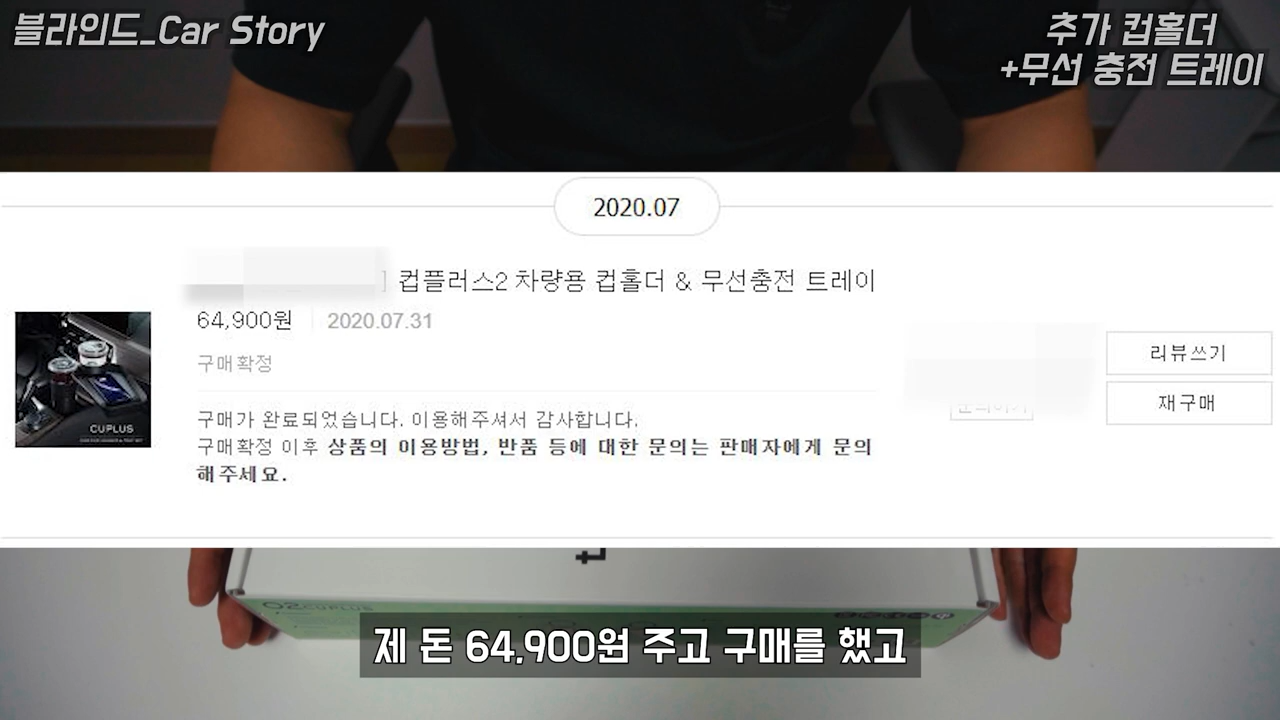 블라인드_Car Story
추가 컵홀더
+무선 충전 트레이
2020.07
] 컵플러스2 차량용 컵홀더 & 무선충전 트레이
64,900원
2020.07.31
구매확정
구매가 완료되었습니다. 이용해주셔서 감사합니다.
구매확정 이후 상품의 이용방법, 반품 등에 대한 문의는 판매자에게 문의
해주세요.
리뷰쓰기
재구매
문의하기
CUPLUS
t
02CUPLUS
제 돈 64,900원 주고 구매를 했고